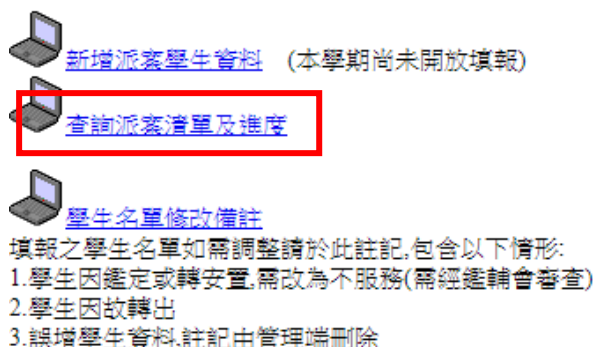 新增派案學生資料 (本學期尚未開放填報)
查詢派案清單及進度
學生名單修改備註
填報之學生名單如需調整請於此註記,包含以下情形:
1.學生因鑑定或轉安置,需改為不服務(需經鑑輔會審查)
2.學生因故轉出
3.誤增學生資料,註記由管理端刪除